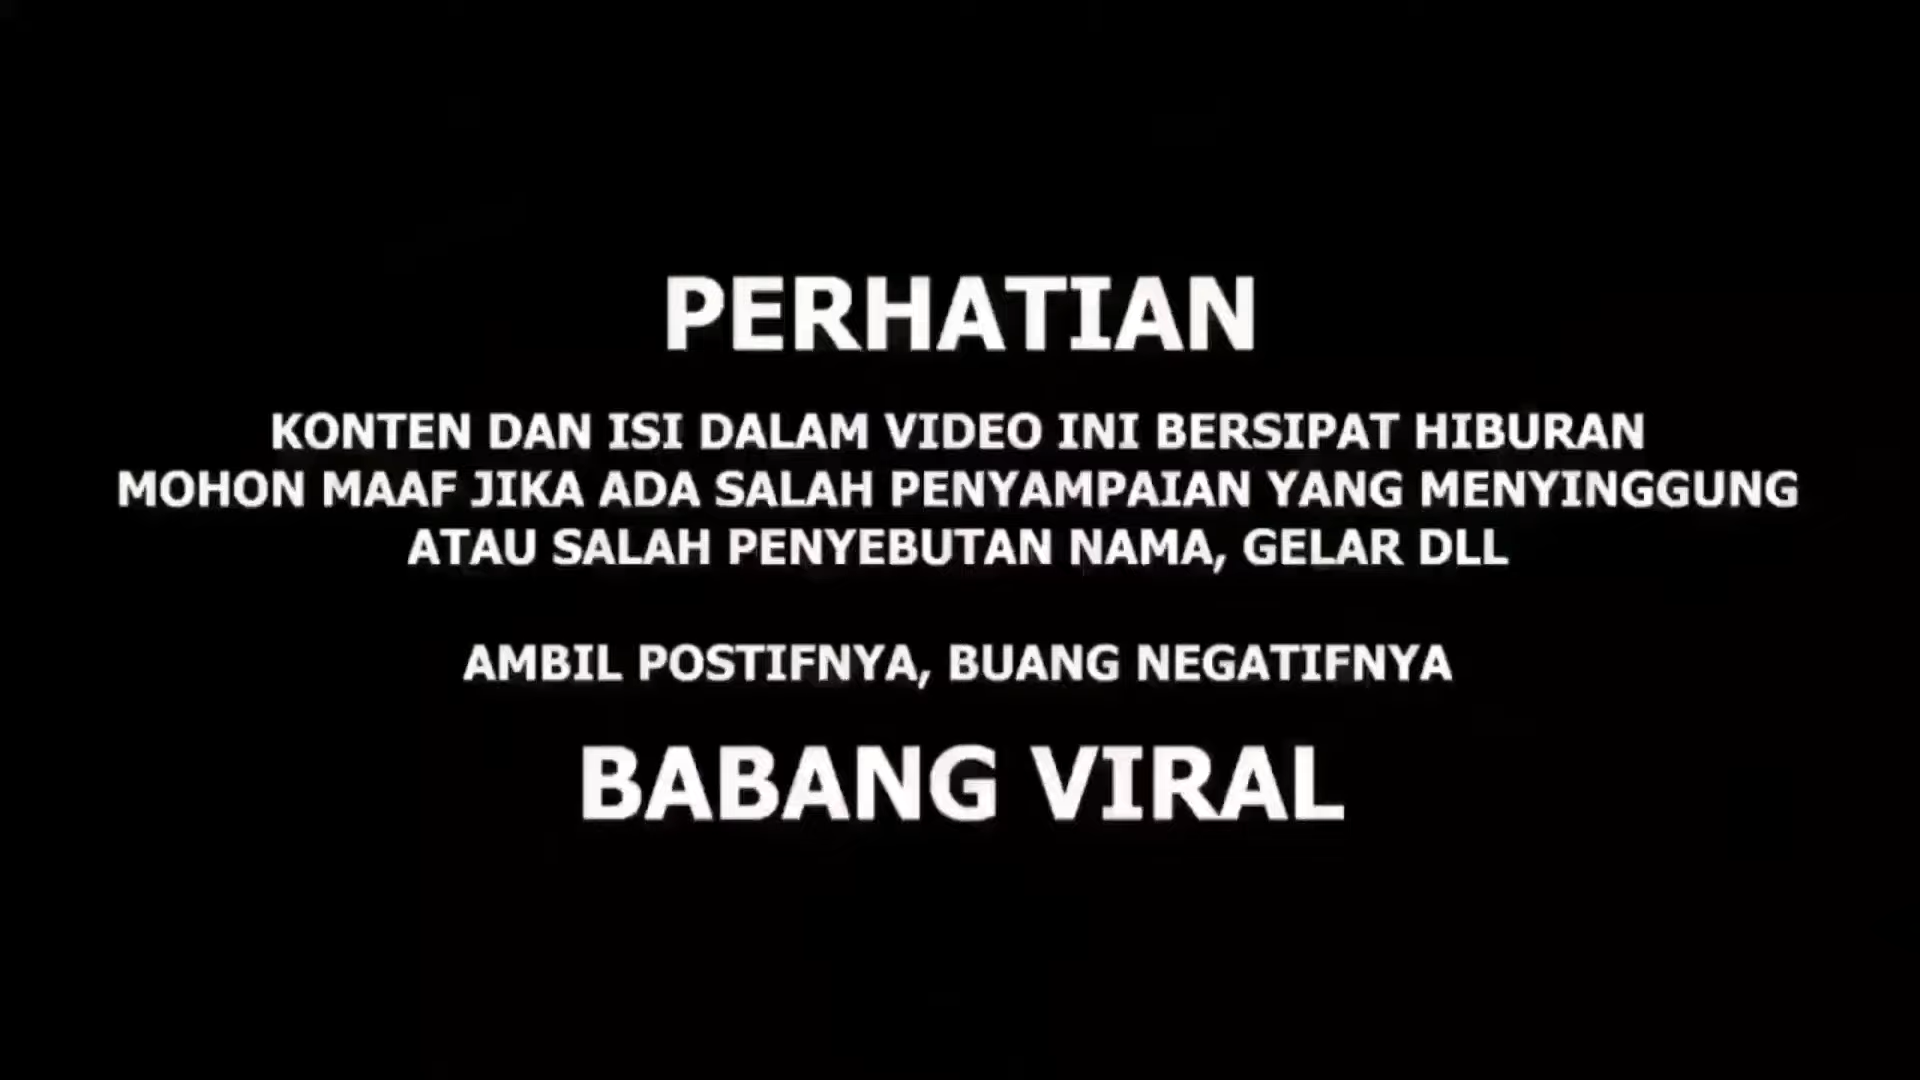 PERHATIAN
KONTEN DAN ISI DALAM VIDEO INI BERSIPAT HIBURAN
MOHON MAAF JIKA ADA SALAH PENYAMPAIAN YANG MENYINGGUNG
ATAU SALAH PENYEBUTAN NAMA, GELAR DLL
AMBIL POSTIFNYA, BUANG NEGATIFNYA
BABANG VIRAL